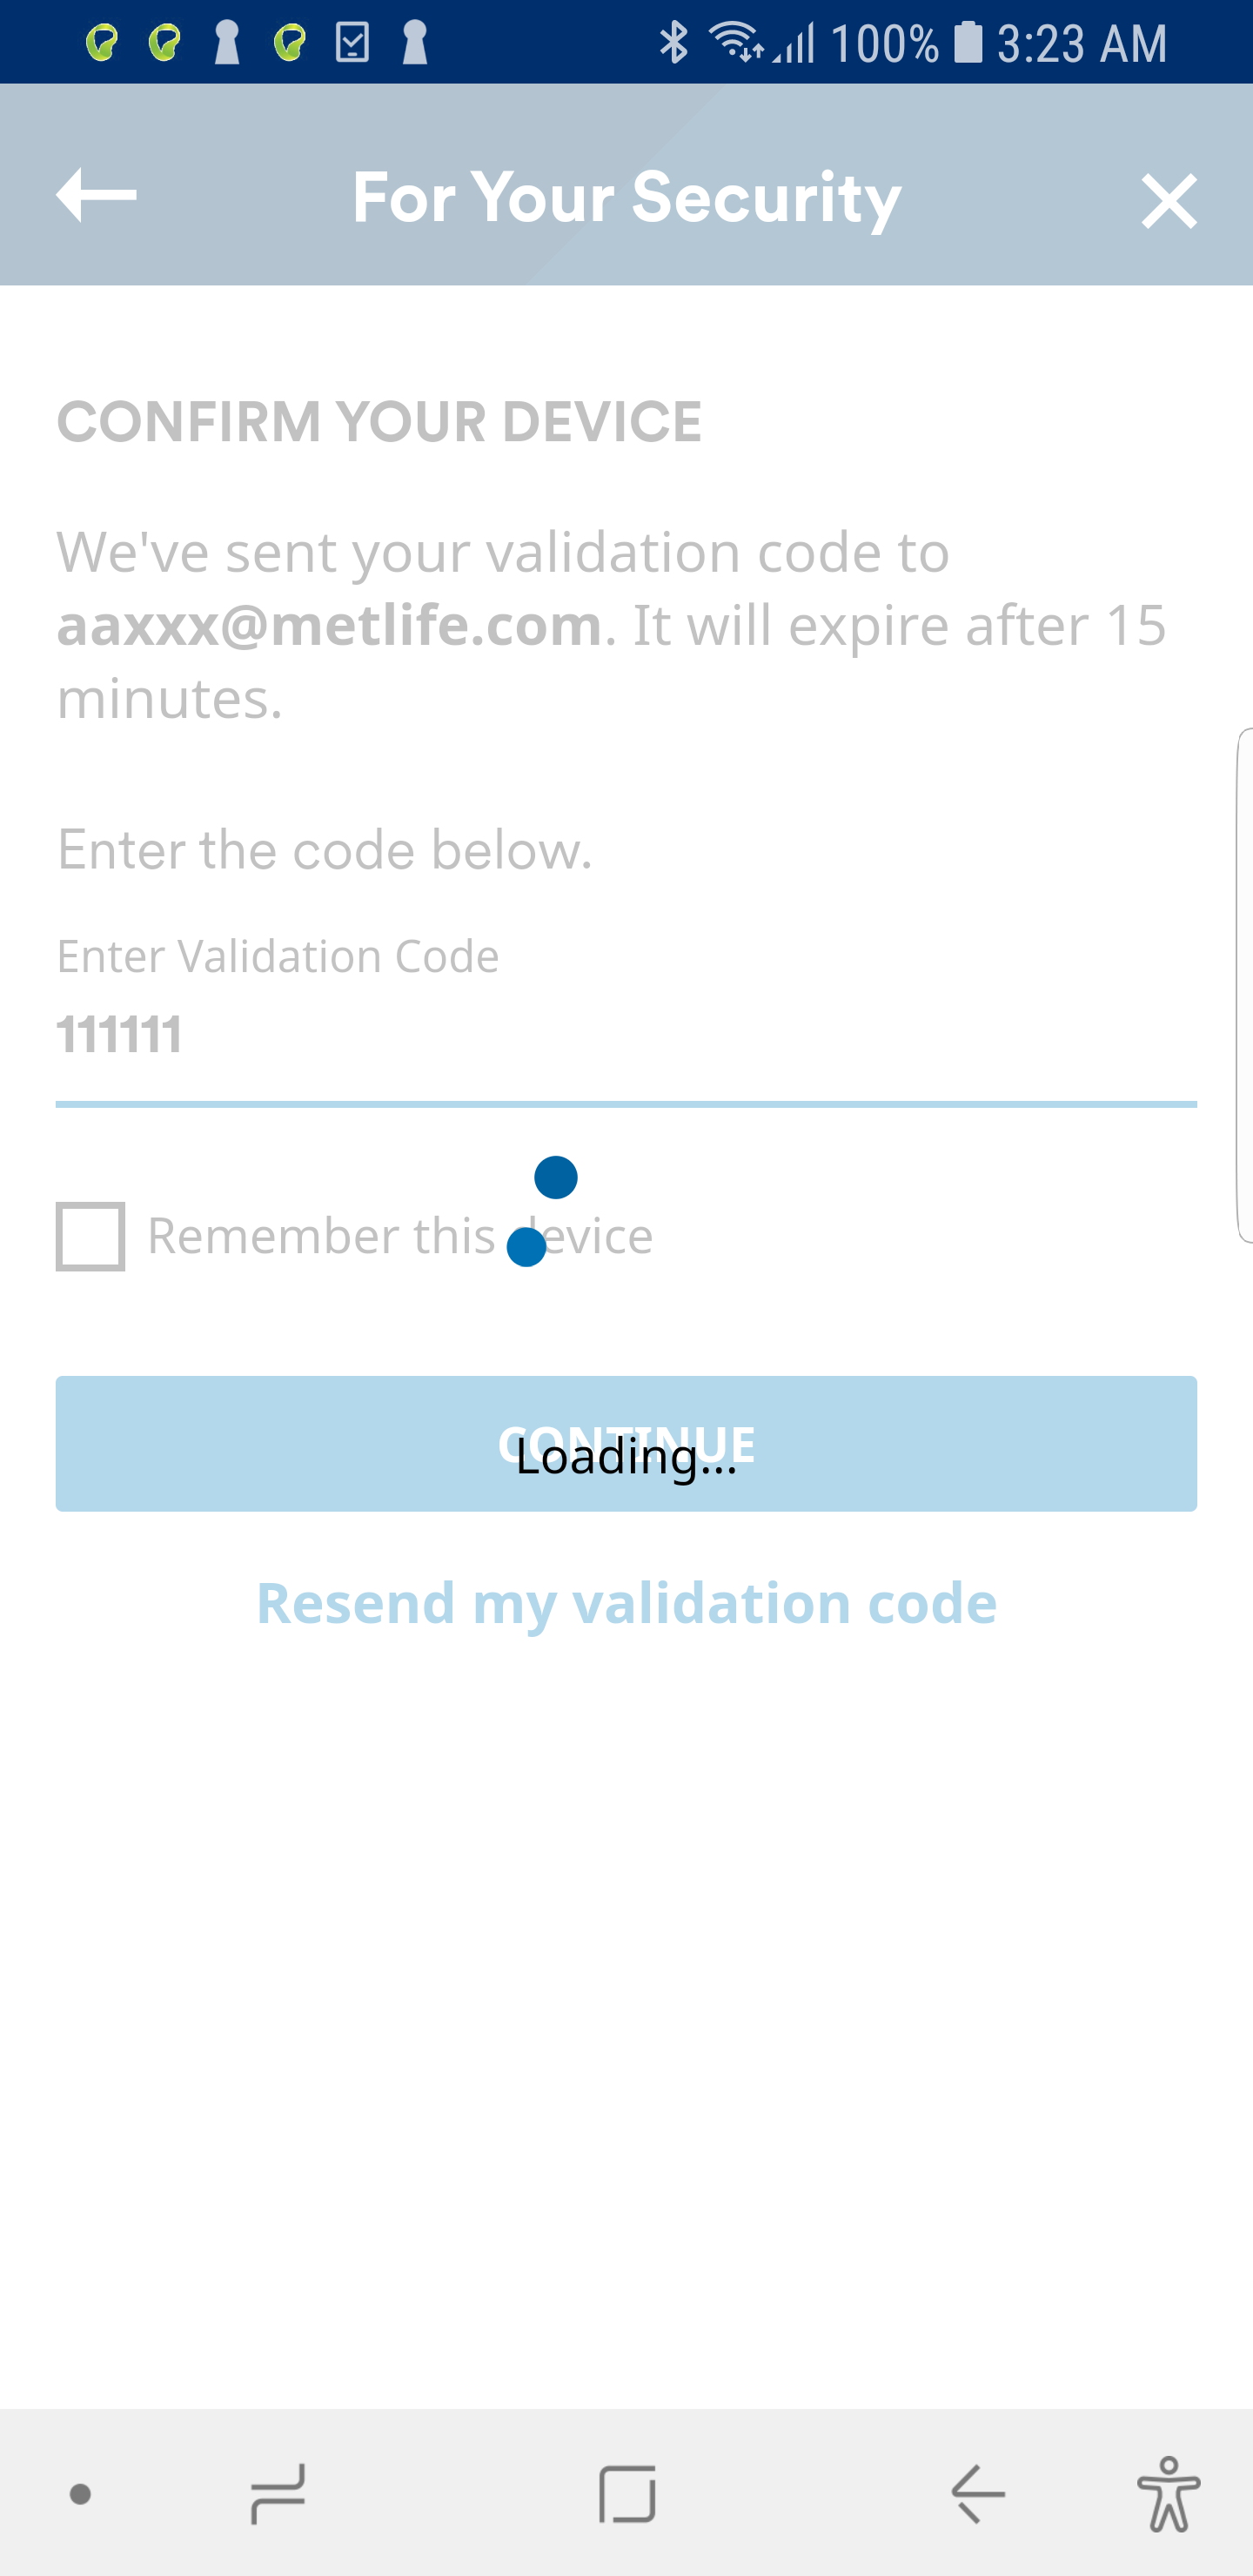 100% 3:23 AM
For Your Security
CONFIRM YOUR DEVICE
We've sent your validation code to
aaxxx@metlife.com. It will expire after 15
minutes.
Enter the code below.
Enter Validation Code
111111
Remember this device
CONTINUE
Loading...
Resend my validation code